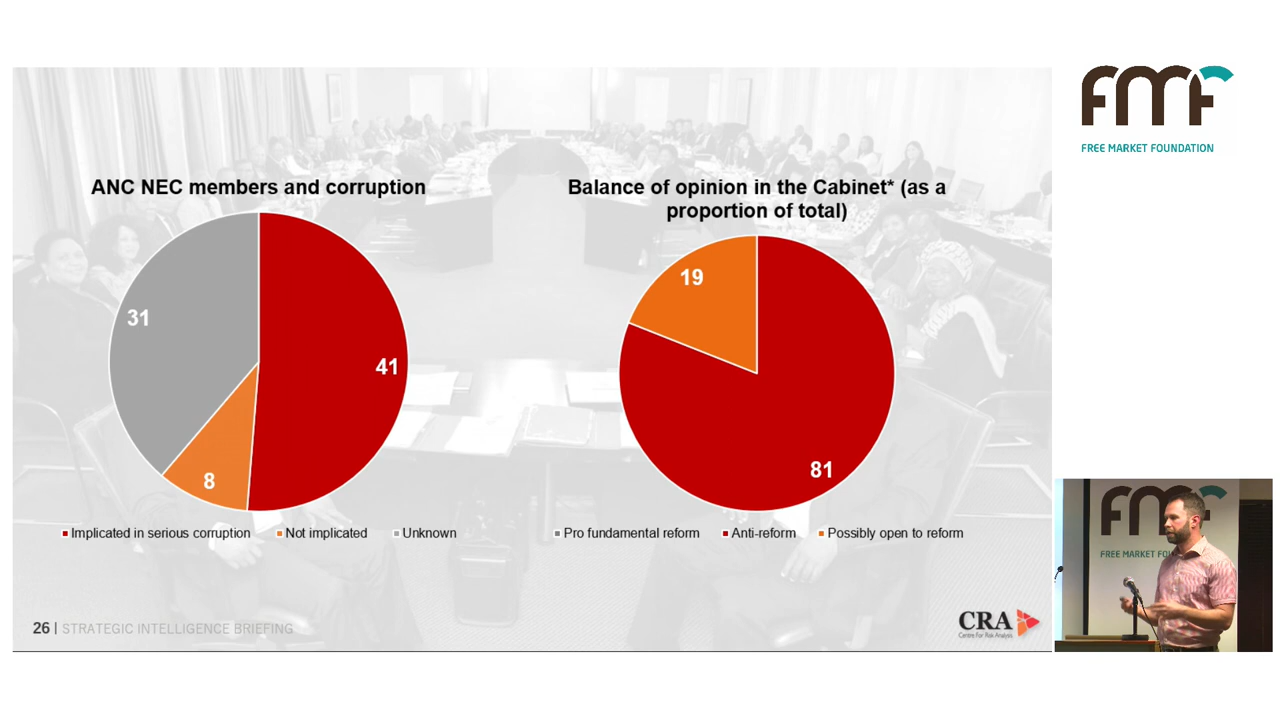 FMF
FREE MARKET FOUNDATION
ANC NEC members and corruption
31
41
8
Implicated in serious corruption
Not implicated
Unknown
Balance of opinion in the Cabinet* (as a
proportion of total)
19
81
Pro fundamental reform
Anti-reform
Possibly open to reform
26 | STRATEGIC INTELLIGENCE BRIEFING
CRA
Centre For Risk Analysis
FMF
FREE MARKET FO